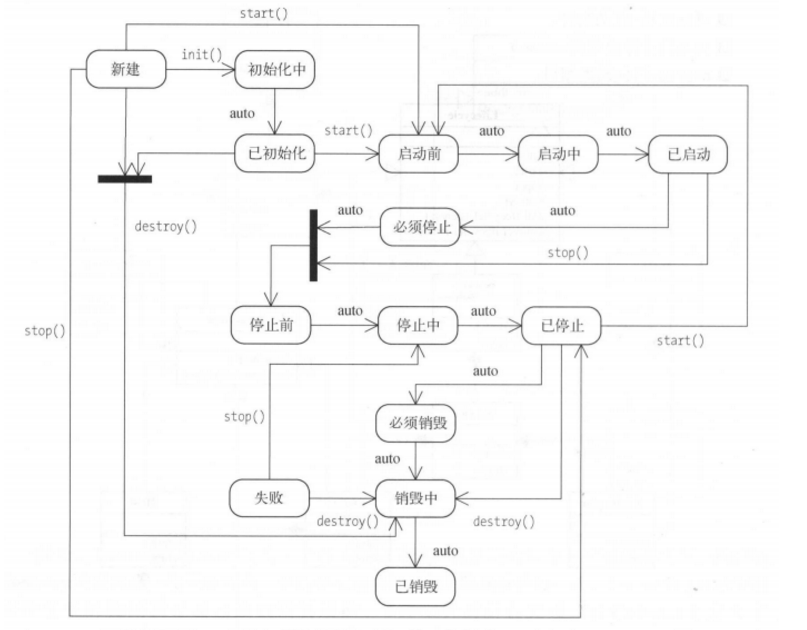 start()
新建
init()
初始化中
auto
已初始化
start()
启动前
auto
启动中
auto
已启动
destroy()
auto
必须停止
auto
stop()
停止前
auto
停止中
auto
已停止
stop()
start()
auto
stop()
必须销毁
auto
失败
销毁中
destroy()
destroy()
auto
已销毁